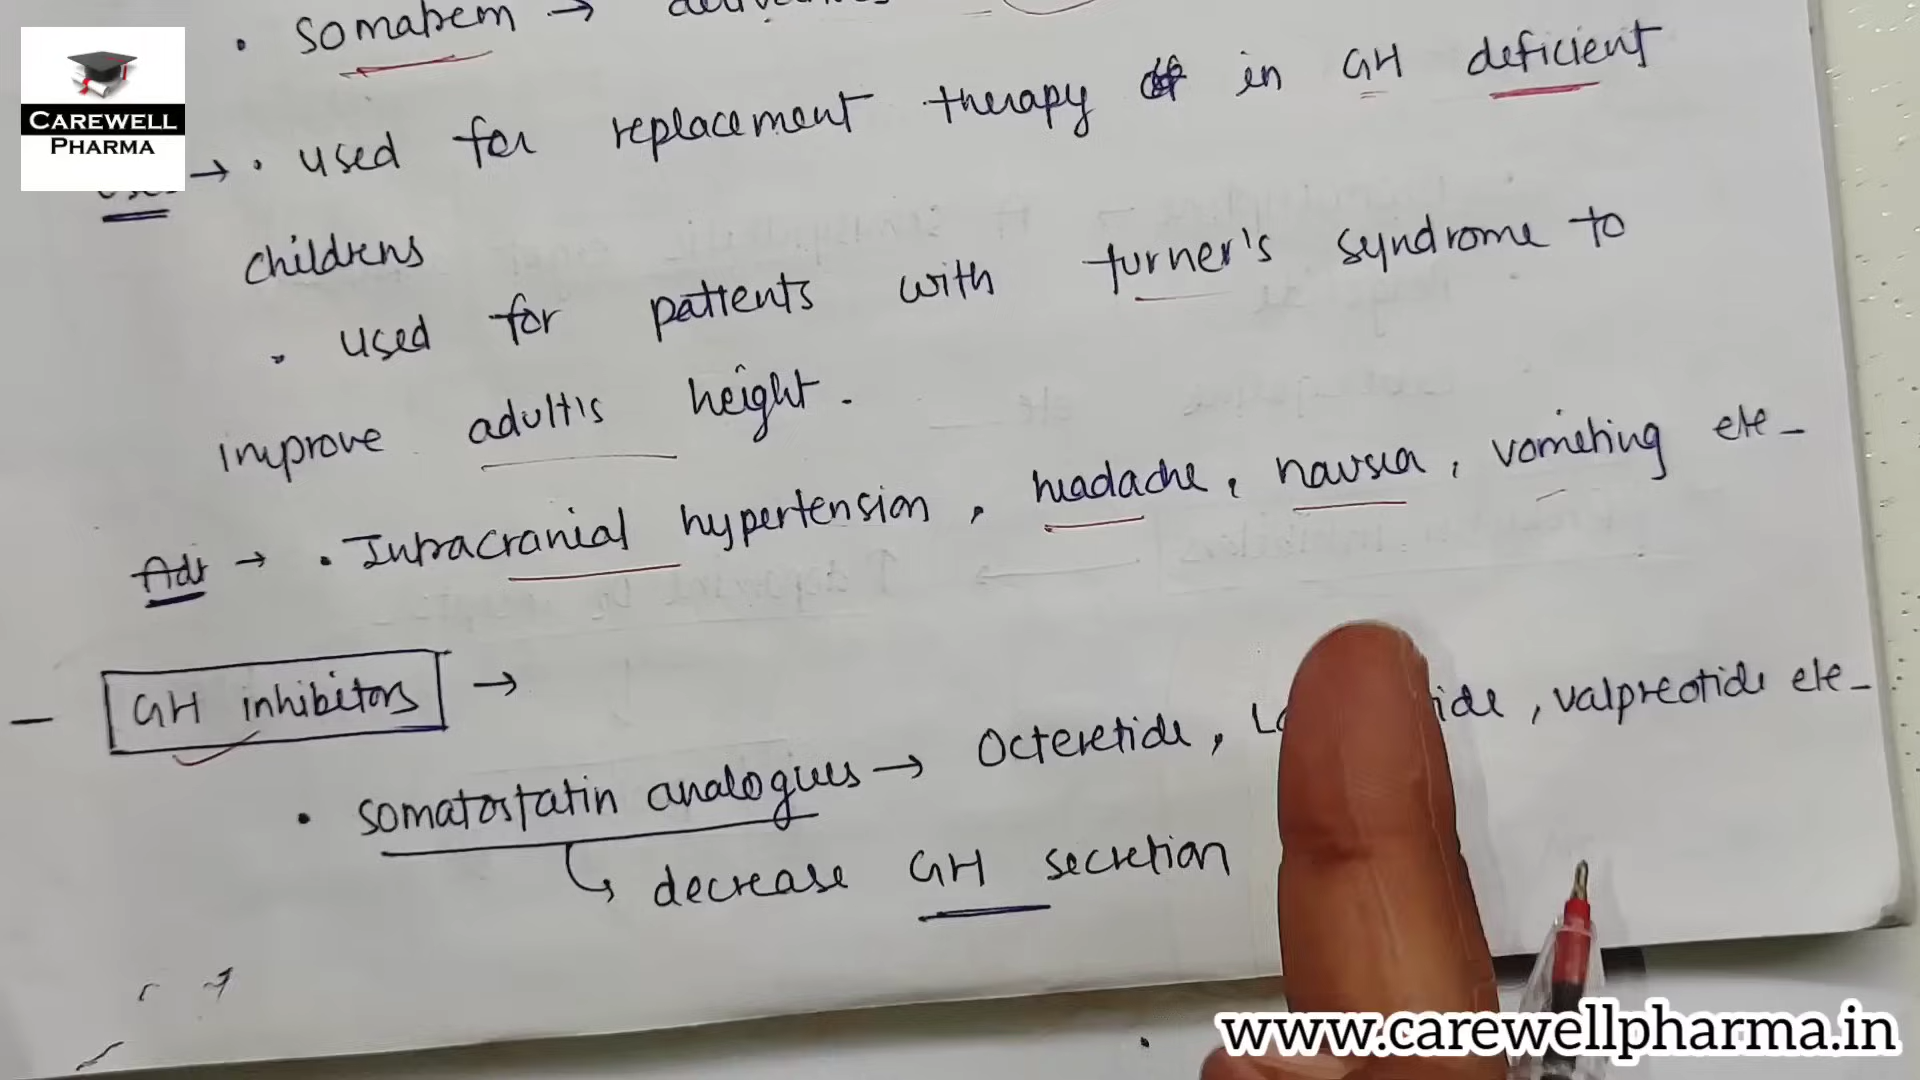 . Somatrem →
CAREWELL
PHARMA
→ . used for replacement therapy in GH deficient
childrens
. used for patients with turner's syndrome to
improve adult's height.
Adr → . Intracranial hypertension, headache, nausea, vomiting etc_
– GH inhibitors →
. somatostatin analogues → Octeretide, valpreotide etc_
↳ decrease GH secretion
www.carewellpharma.in